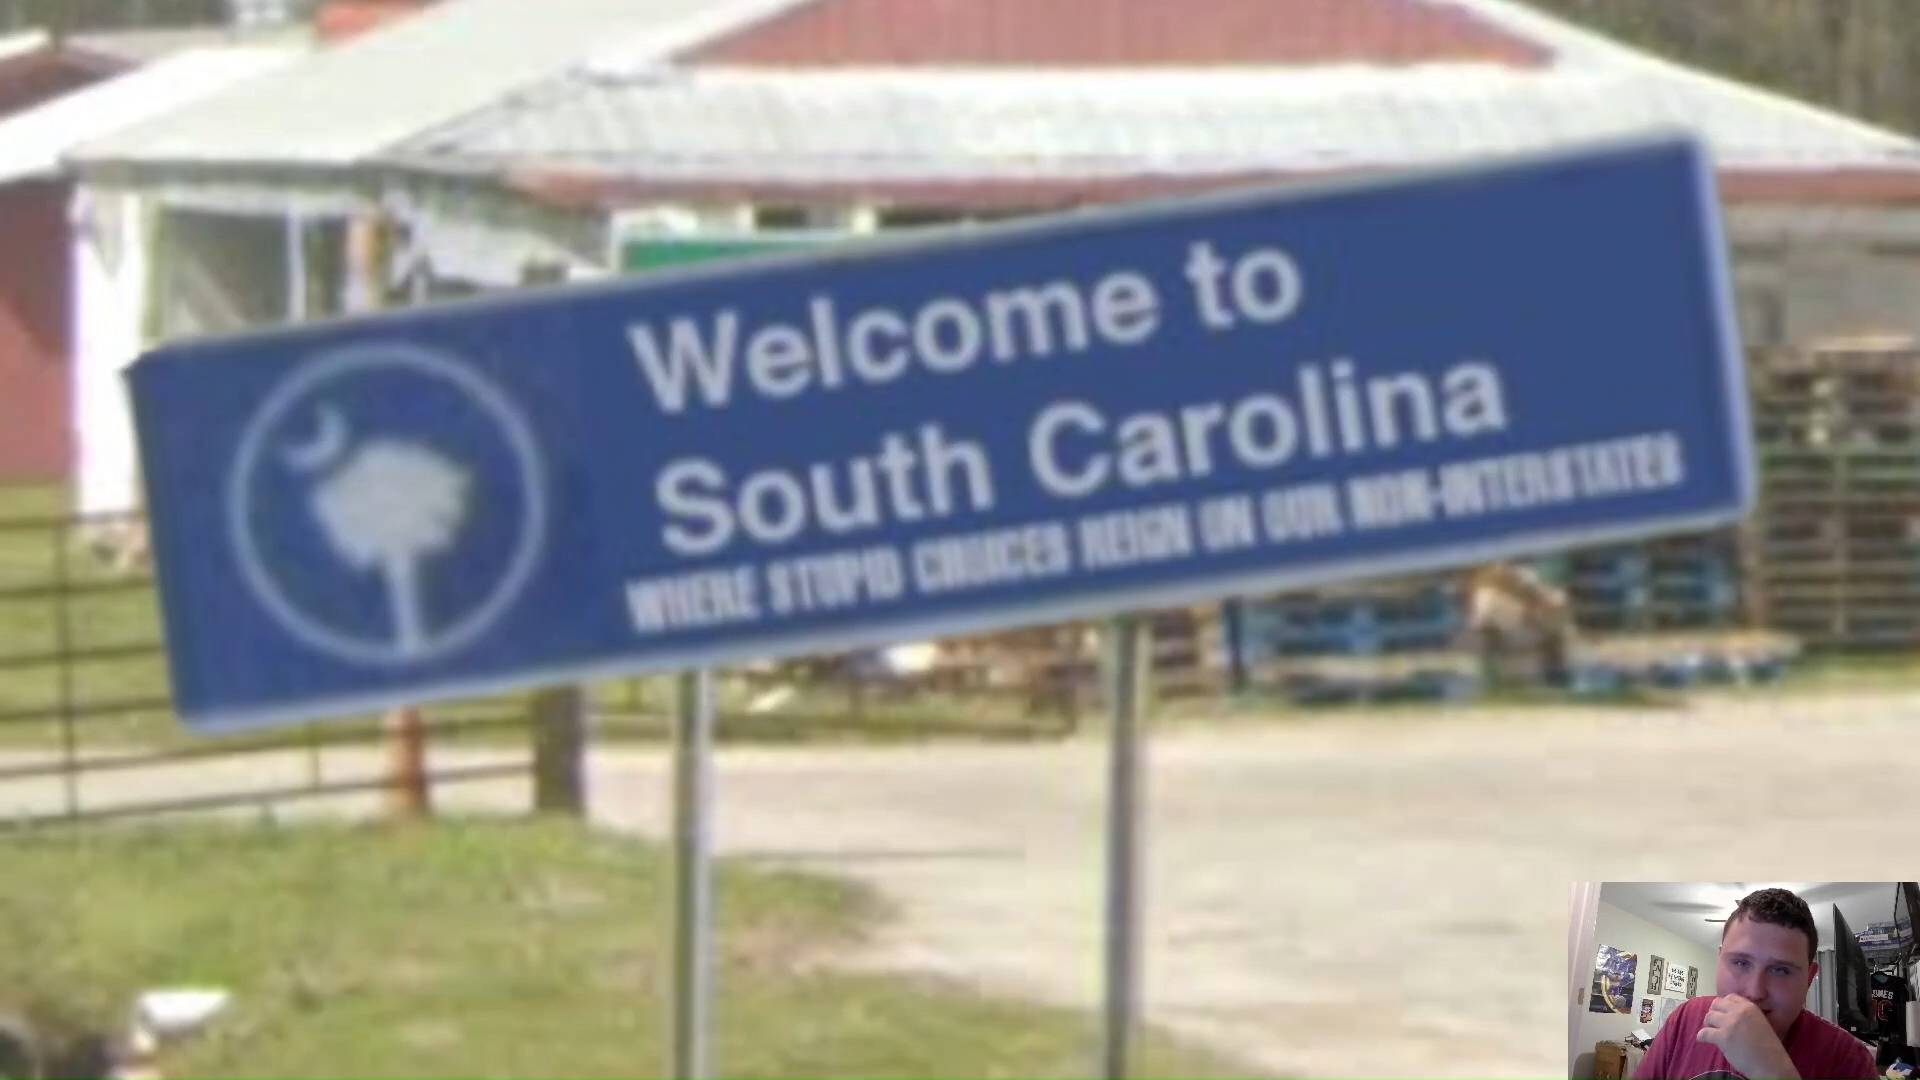 Welcome to
South Carolina
WHERE STUPID CHOICES REIGN ON OUR NON-INTERSTATES